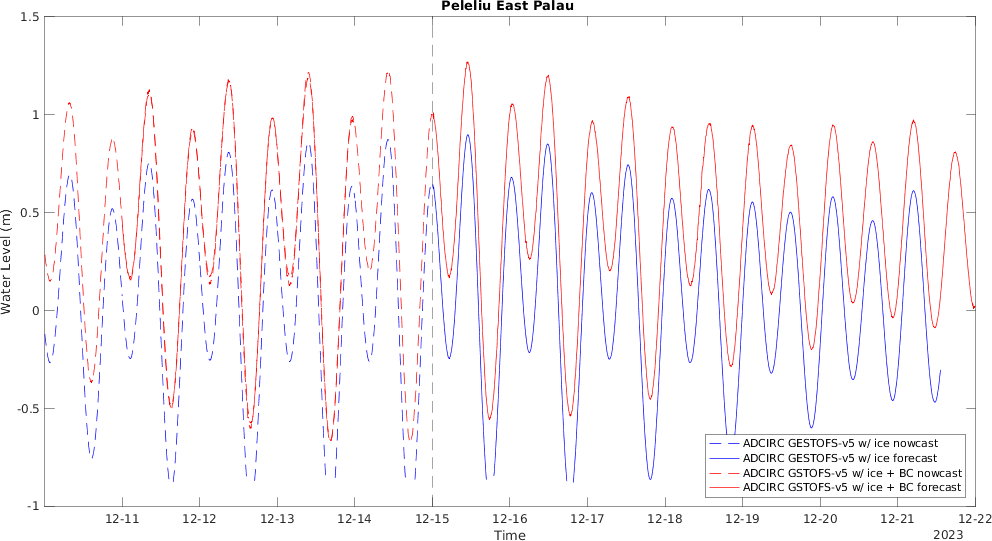 Peleliu East Palau
1.5
1
0.5
0
-0.5
-1
Water Level (m)
12-11
12-12
12-13
12-14
12-15
12-16
12-17
12-18
12-19
12-20
12-21
12-22
2023
Time
ADCIRC GESTOFS-v5 w/ ice nowcast
ADCIRC GESTOFS-v5 w/ ice forecast
ADCIRC GSTOFS-v5 w/ ice + BC nowcast
ADCIRC GSTOFS-v5 w/ ice + BC forecast